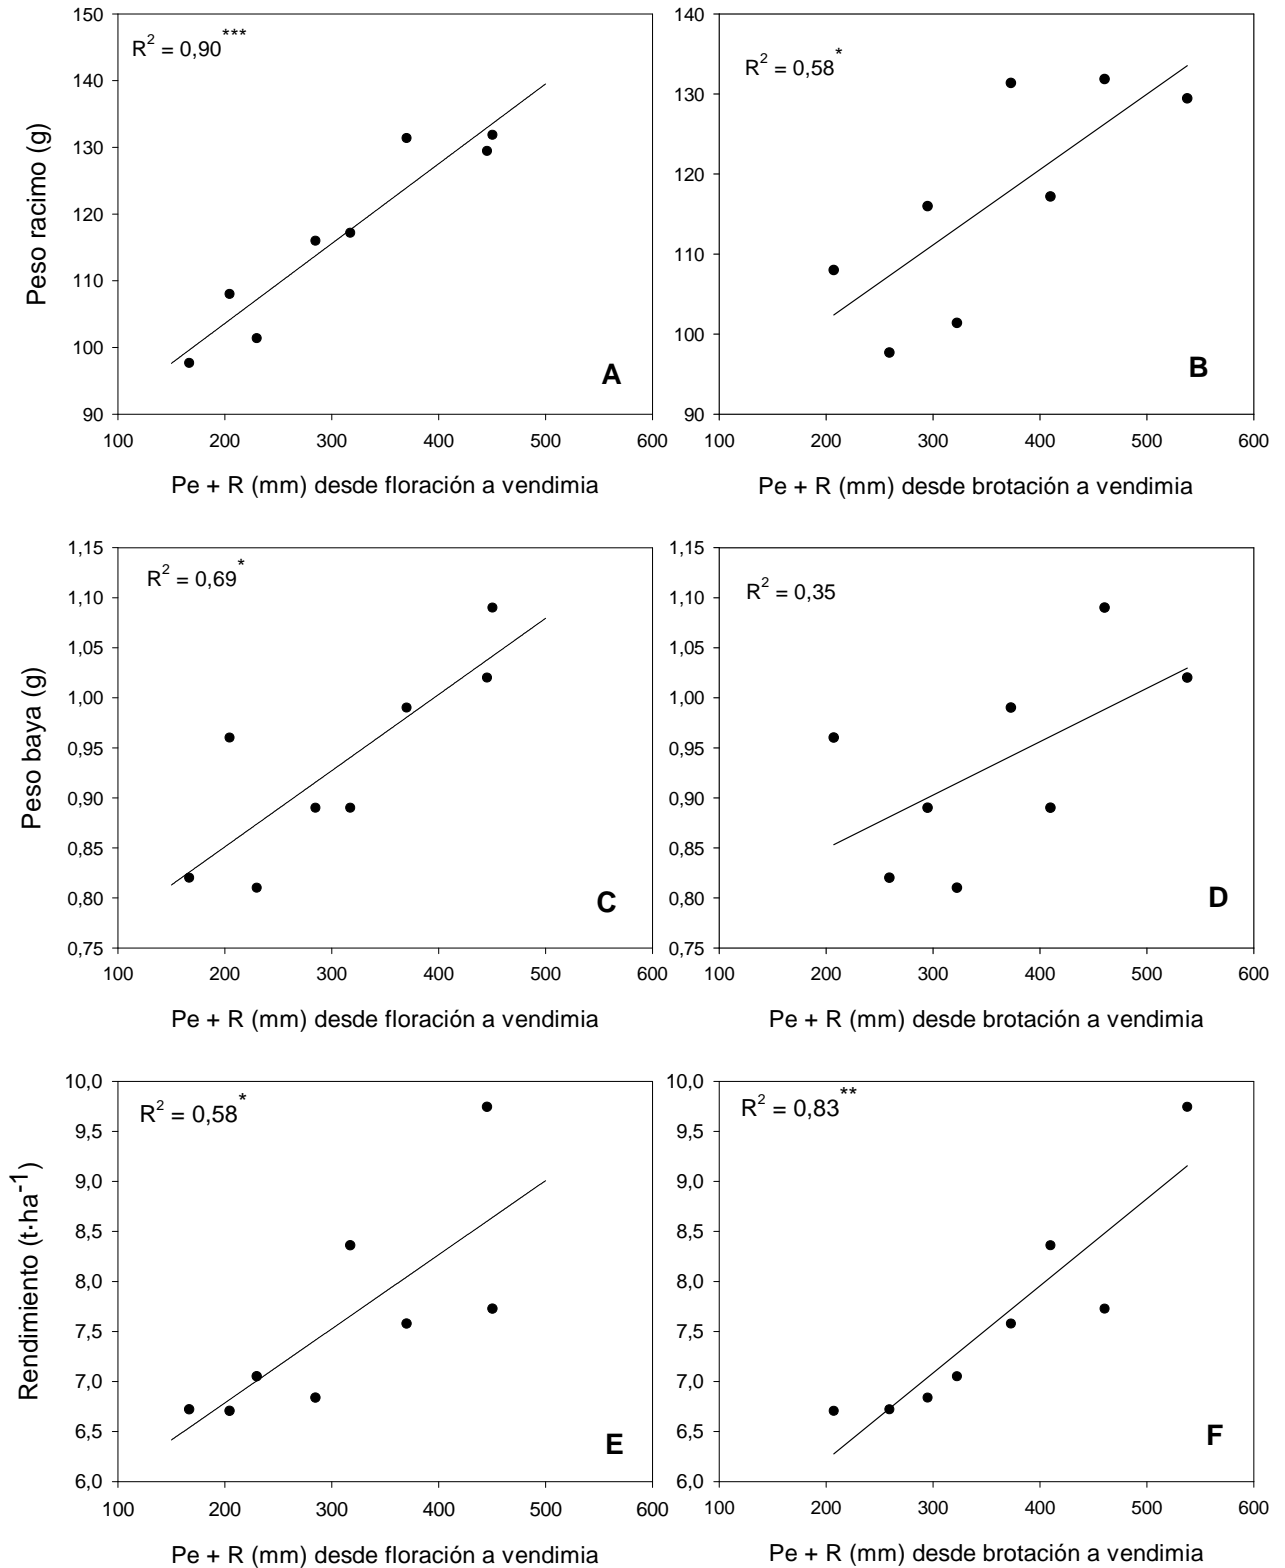 150
140
130
120
110
100
90
Peso racimo (g)
R2 = 0,90***
A
100 200 300 400 500 600
Pe + R (mm) desde floración a vendimia
140
130
120
110
100
90
R2 = 0,58*
B
100 200 300 400 500 600
Pe + R (mm) desde brotación a vendimia
1,15
1,10
1,05
1,00
0,95
0,90
0,85
0,80
0,75
Peso baya (g)
R2 = 0,69*
C
100 200 300 400 500 600
Pe + R (mm) desde floración a vendimia
1,15
1,10
1,05
1,00
0,95
0,90
0,85
0,80
0,75
R2 = 0,35
D
100 200 300 400 500 600
Pe + R (mm) desde brotación a vendimia
10,0
9,5
9,0
8,5
8,0
7,5
7,0
6,5
6,0
Rendimiento (t·ha-1)
R2 = 0,58*
E
100 200 300 400 500 600
Pe + R (mm) desde floración a vendimia
10,0
9,5
9,0
8,5
8,0
7,5
7,0
6,5
6,0
R2 = 0,83**
F
100 200 300 400 500 600
Pe + R (mm) desde brotación a vendimia